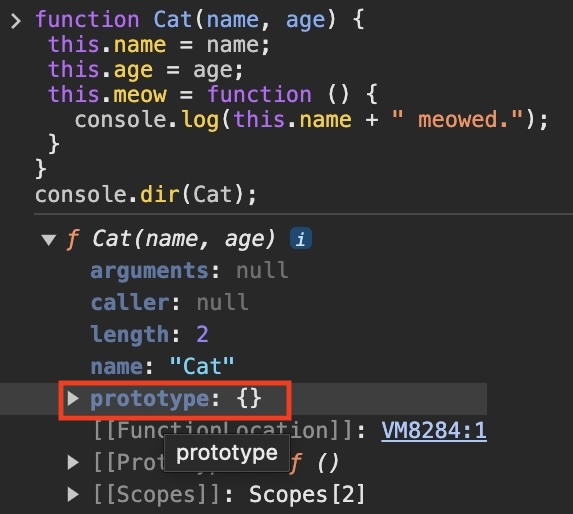 function Cat(name, age) {
this.name = name;
this.age = age;
this.meow = function () {
console.log(this.name + " meowed.");
}
}
console.dir(Cat);
ƒ Cat(name, age) i
arguments: null
caller: null
length: 2
name: "Cat"
prototype: {}
[[FunctionLocation]]: VM8284:1
prototype
ƒ ()
[[Scopes]]: Scopes[2]